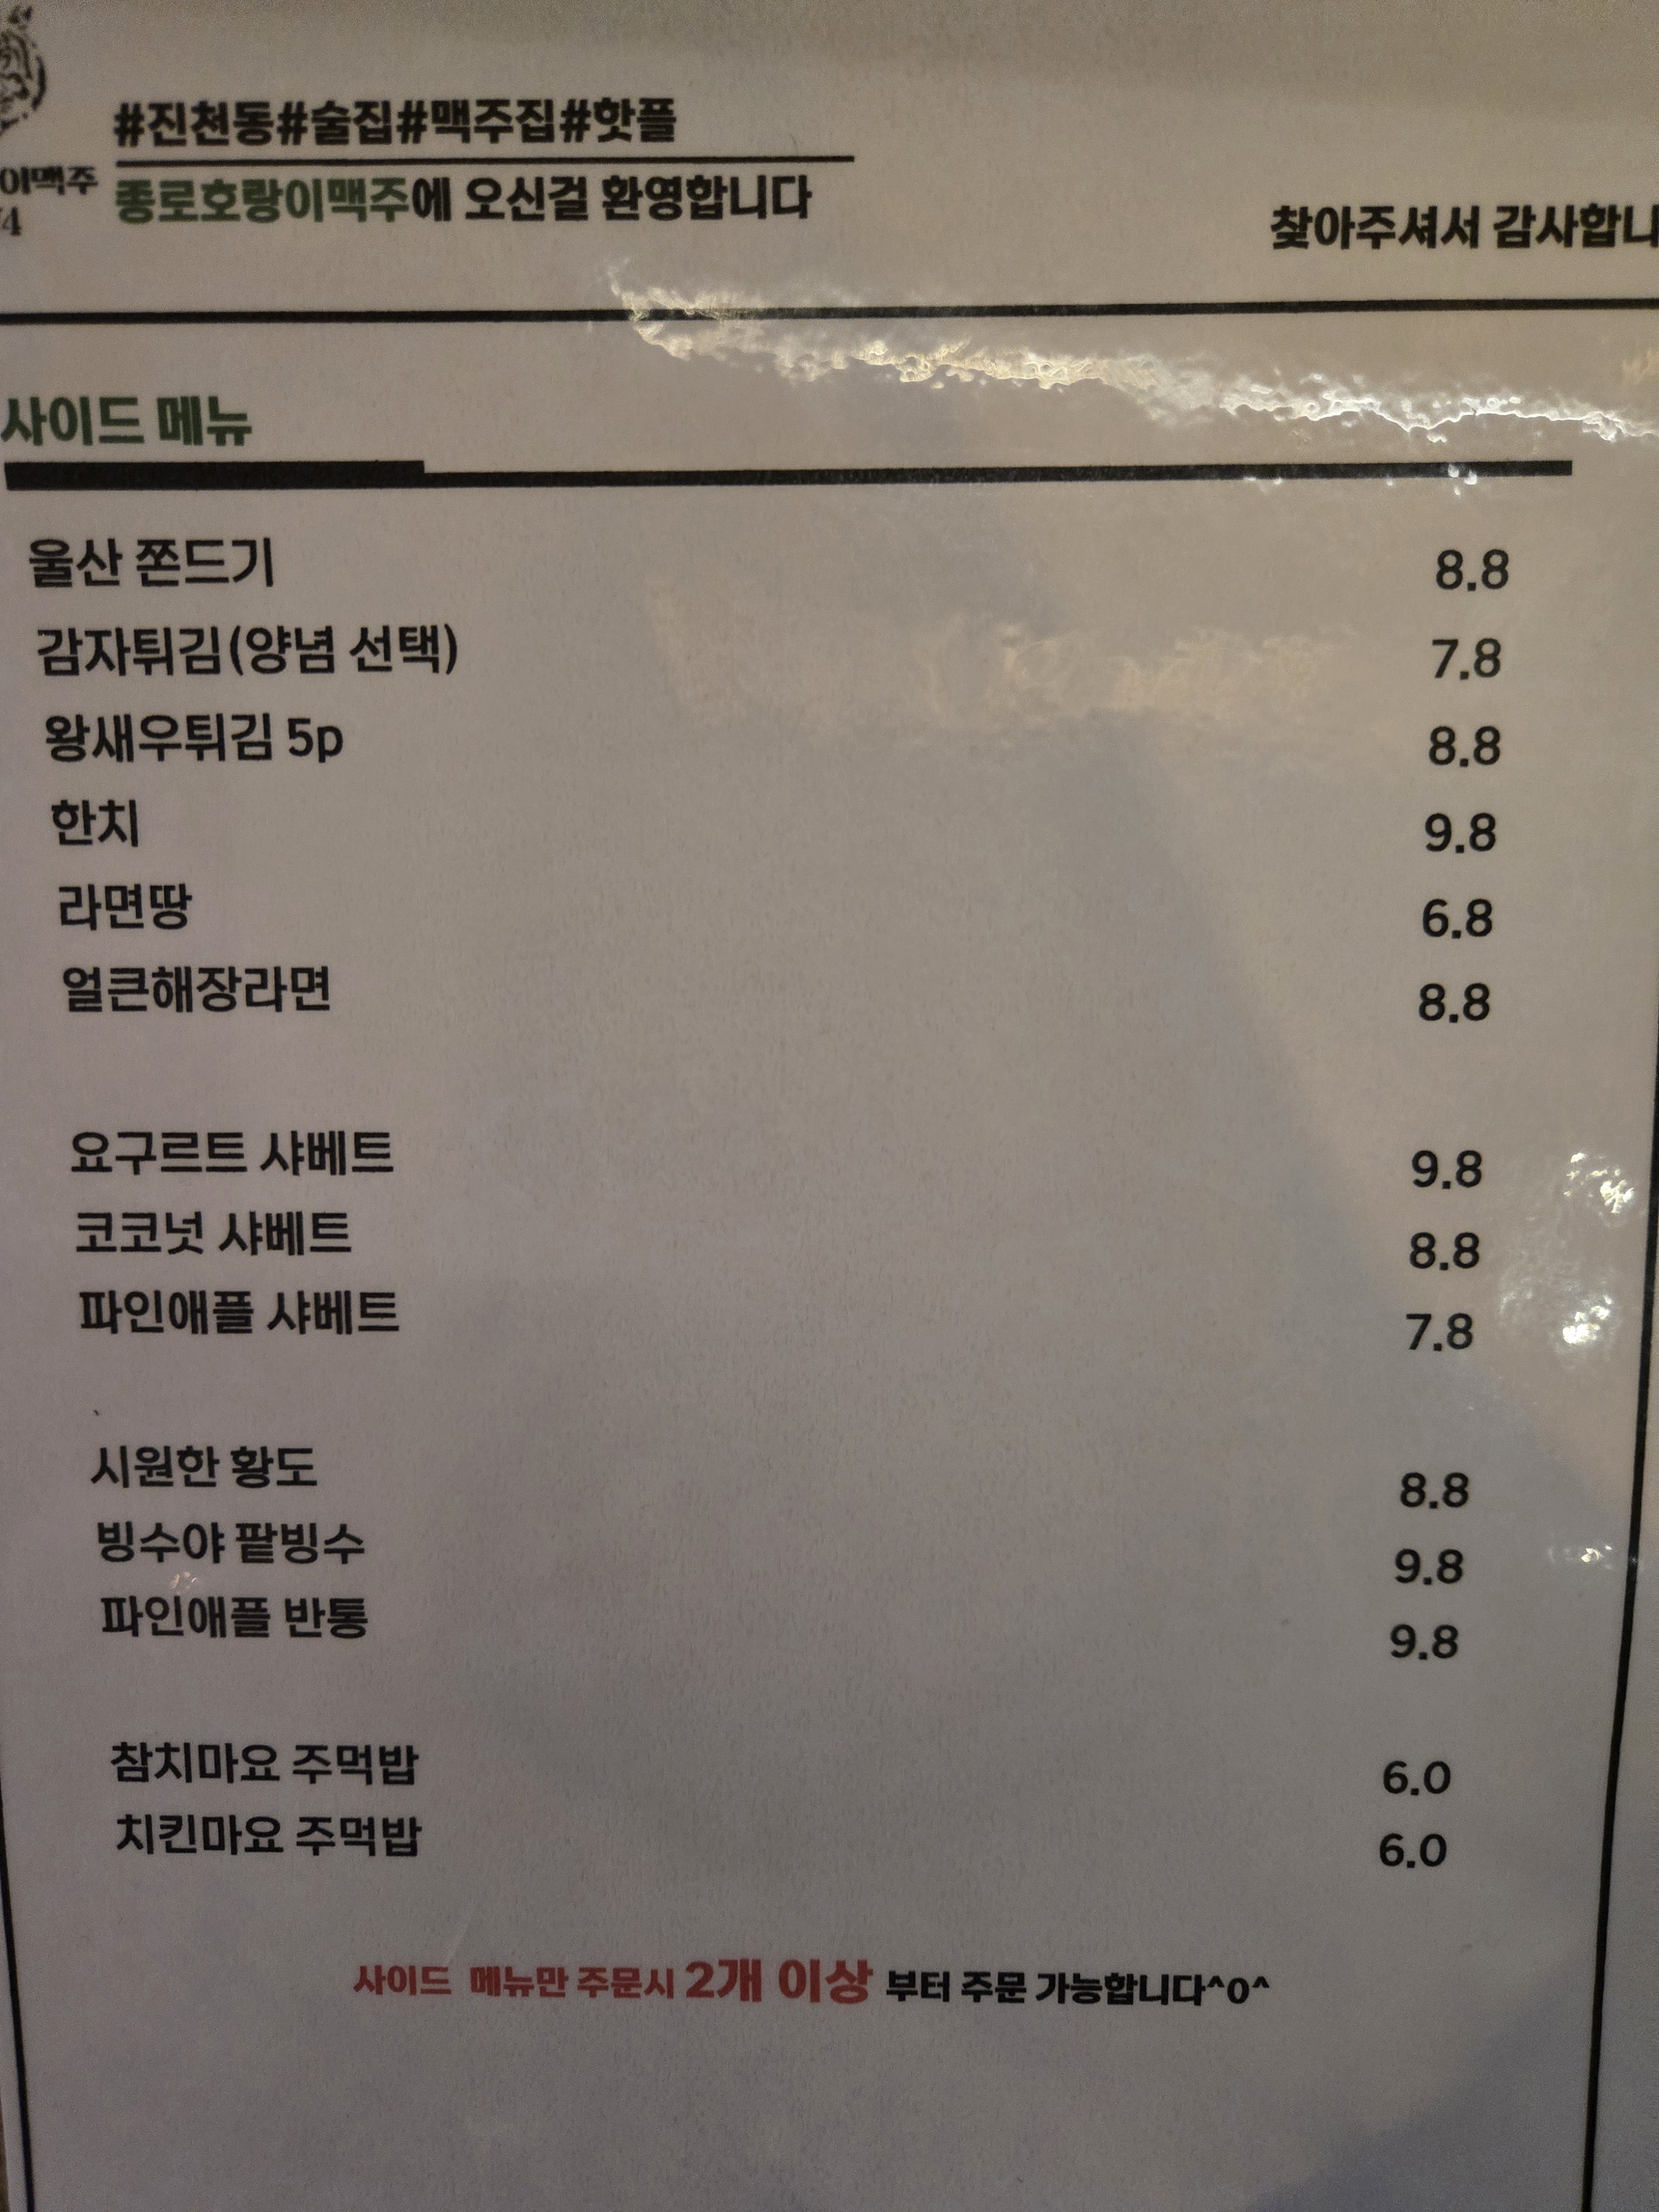 #진천동#술집#맥주집#핫플
이맥주 종로호랑이맥주에 오신걸 환영합니다
찾아주셔서 감사합니
사이드 메뉴
울산 쫀드기 8.8
감자튀김(양념 선택) 7.8
왕새우튀김 5p 8.8
한치 9.8
라면땅 6.8
얼큰해장라면 8.8
요구르트 샤베트 9.8
코코넛 샤베트 8.8
파인애플 샤베트 7.8
시원한 황도 8.8
빙수야 팥빙수 9.8
파인애플 반통 9.8
참치마요 주먹밥 6.0
치킨마요 주먹밥 6.0
사이드 메뉴만 주문시 2개 이상 부터 주문 가능합니다^0^